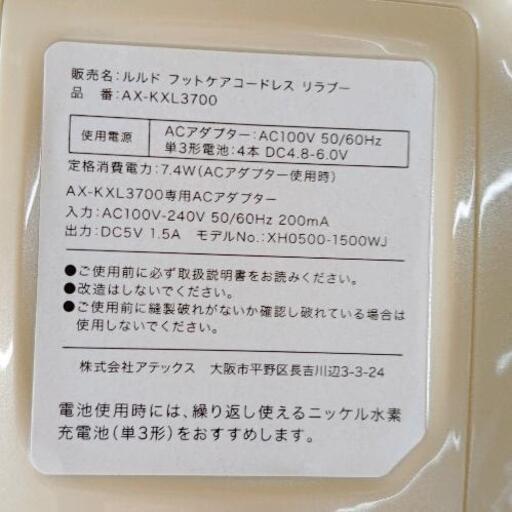 販売名:ルルド フットケアコードレス リラブー
品　番:AX-KXL3700
使用電源
ACアダプター:AC100V 50/60Hz
単3形電池:4本 DC4.8-6.0V
定格消費電力:7.4W(ACアダプター使用時)
AX-KXL3700専用ACアダプター
入力:AC100V-240V 50/60Hz 200mA
出力:DC5V 1.5A　モデルNo.:XH0500-1500WJ
●ご使用前に必ず取扱説明書をお読みください。
●改造はしないでください。
●ご使用前に縫製破れがないか確認し破れている場合は
使用しないでください。
株式会社アテックス　大阪市平野区長吉川辺3-3-24
電池使用時には、繰り返し使えるニッケル水素
充電池(単3形)をおすすめします。